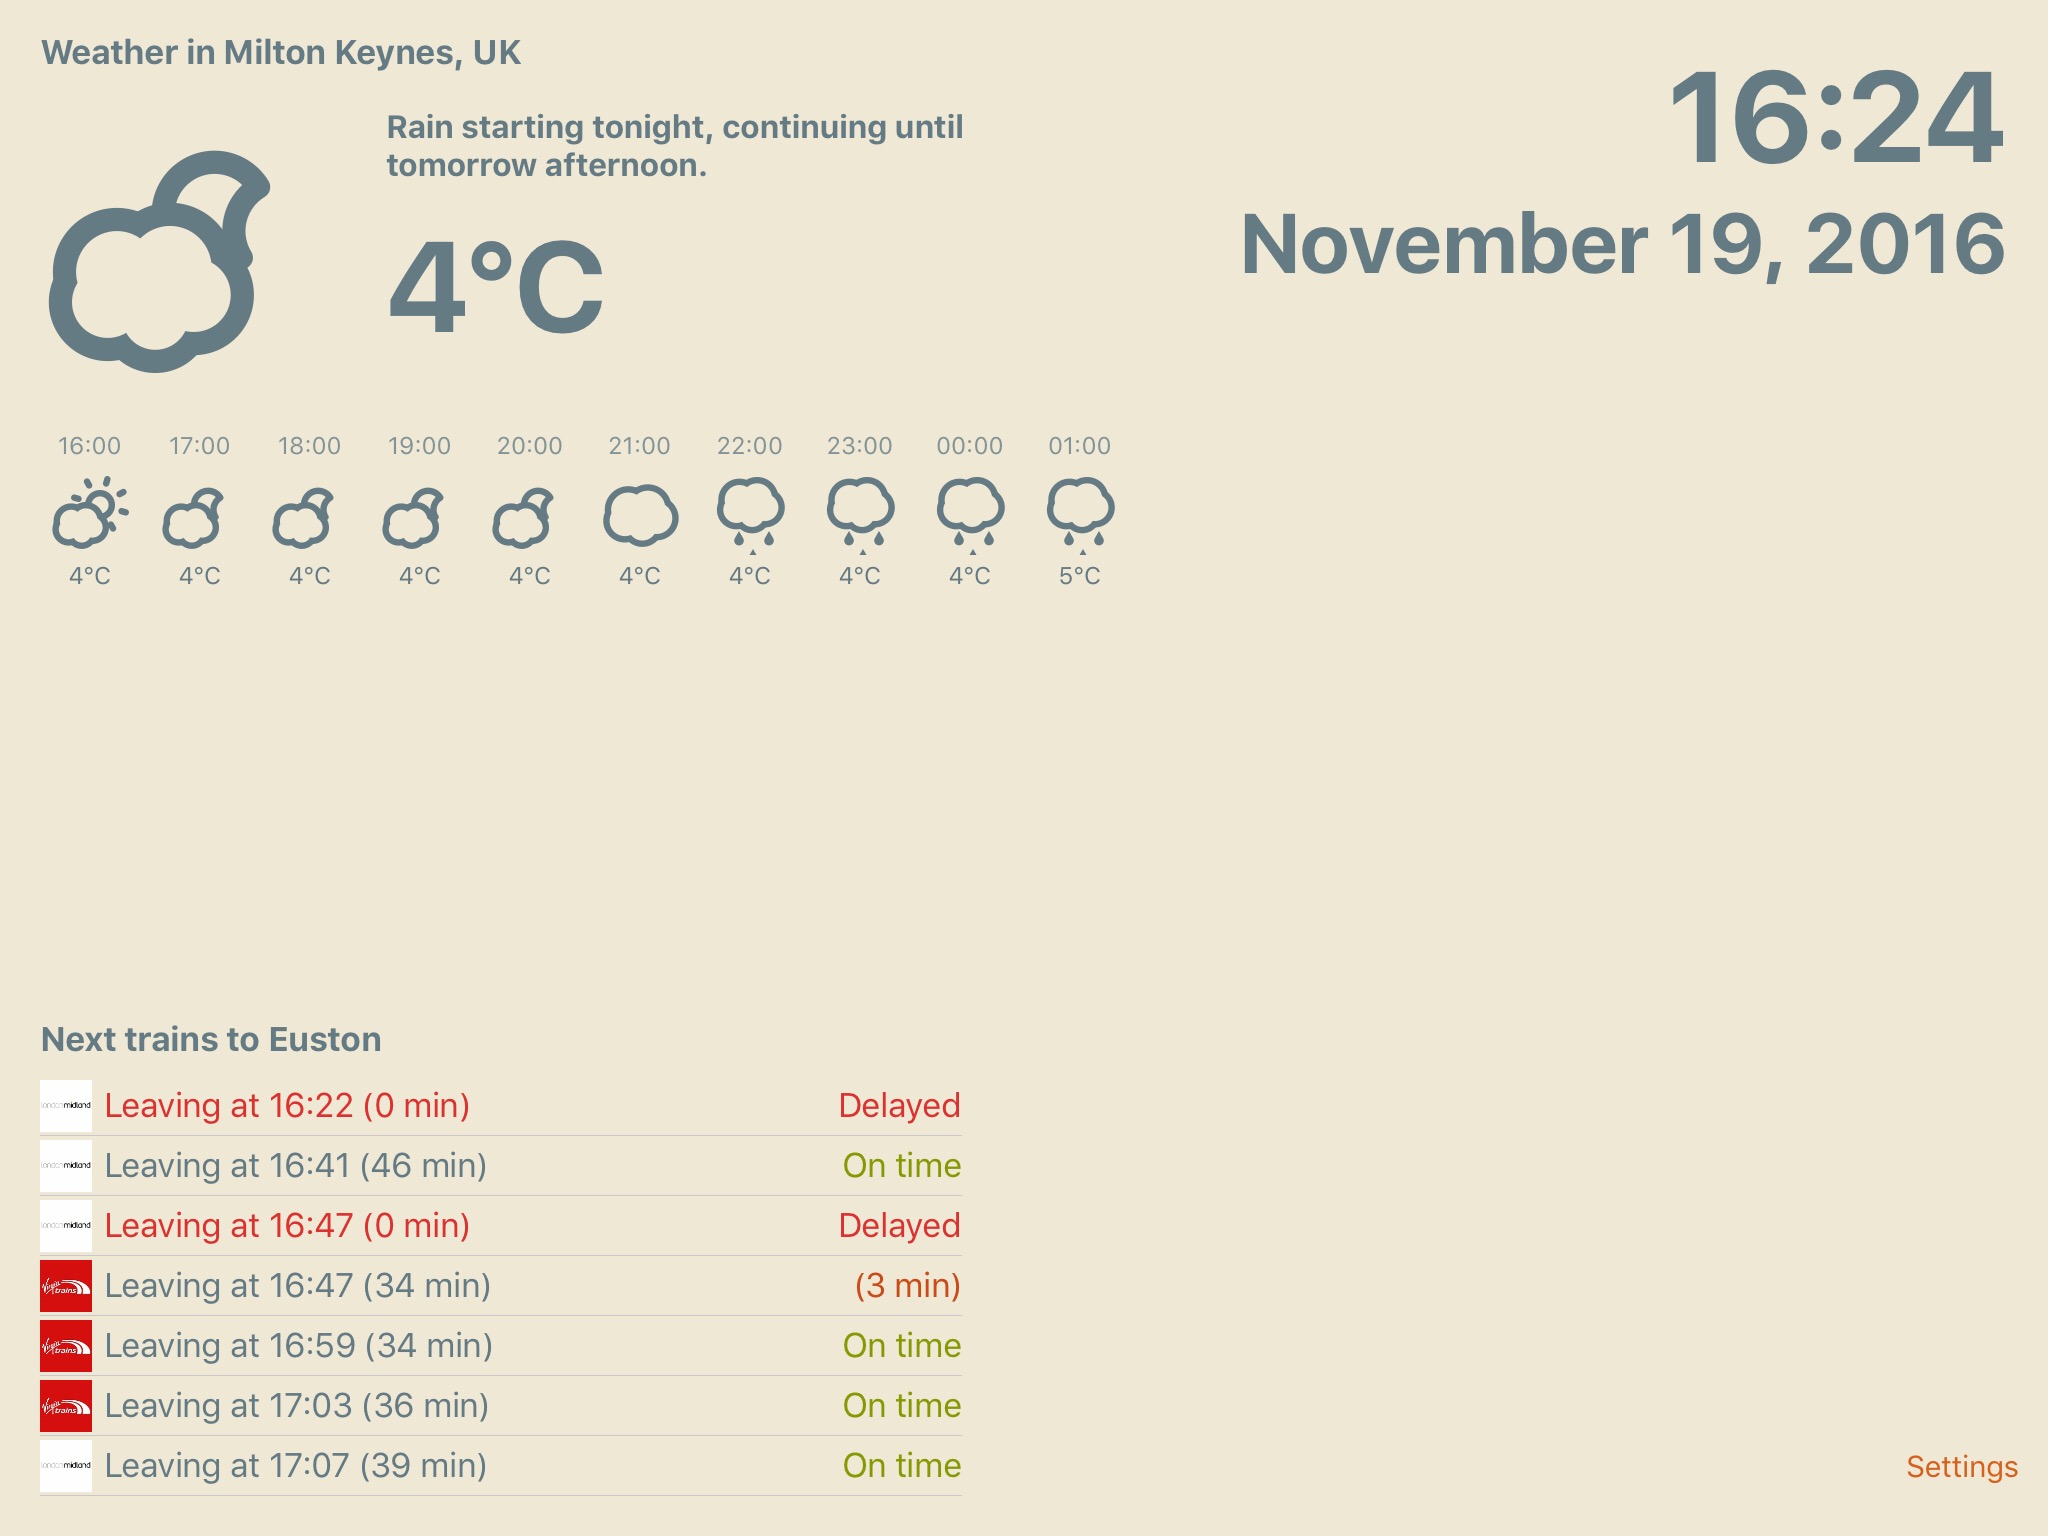 Weather in Milton Keynes, UK
16:24
November 19, 2016
Rain starting tonight, continuing until
tomorrow afternoon.
4°C
16:00 17:00 18:00 19:00 20:00 21:00 22:00 23:00 00:00 01:00
4°C 4°C 4°C 4°C 4°C 4°C 4°C 4°C 4°C 5°C
Next trains to Euston
londonmidland Leaving at 16:22 (0 min) Delayed
londonmidland Leaving at 16:41 (46 min) On time
londonmidland Leaving at 16:47 (0 min) Delayed
Virgin trains Leaving at 16:47 (34 min) (3 min)
Virgin trains Leaving at 16:59 (34 min) On time
Virgin trains Leaving at 17:03 (36 min) On time
londonmidland Leaving at 17:07 (39 min) On time
Settings